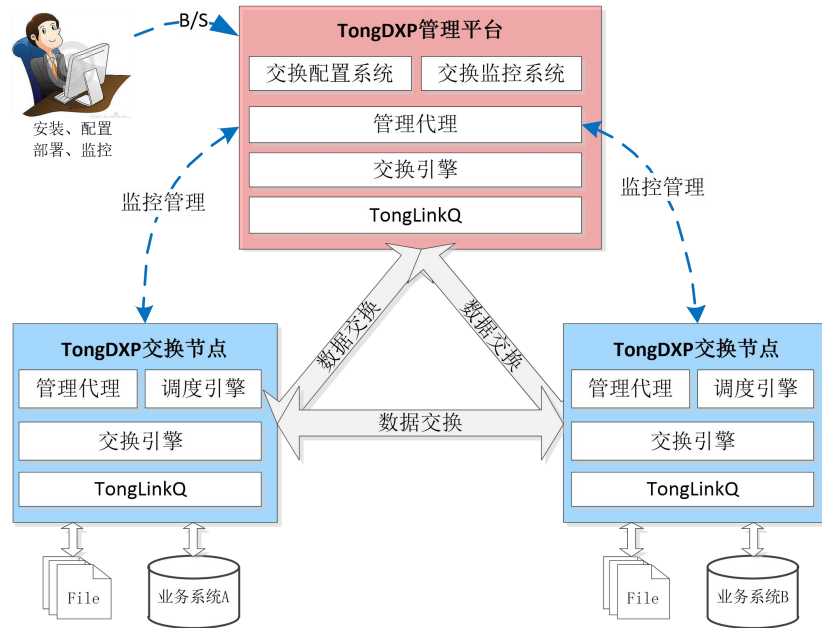 B/S
TongDXP管理平台
交换配置系统
交换监控系统
管理代理
交换引擎
TongLinkQ
安装、配置
部署、监控
监控管理
监控管理
数据交换
数据交换
数据交换
TongDXP交换节点
管理代理
调度引擎
交换引擎
TongLinkQ
File
业务系统A
TongDXP交换节点
管理代理
调度引擎
交换引擎
TongLinkQ
File
业务系统B